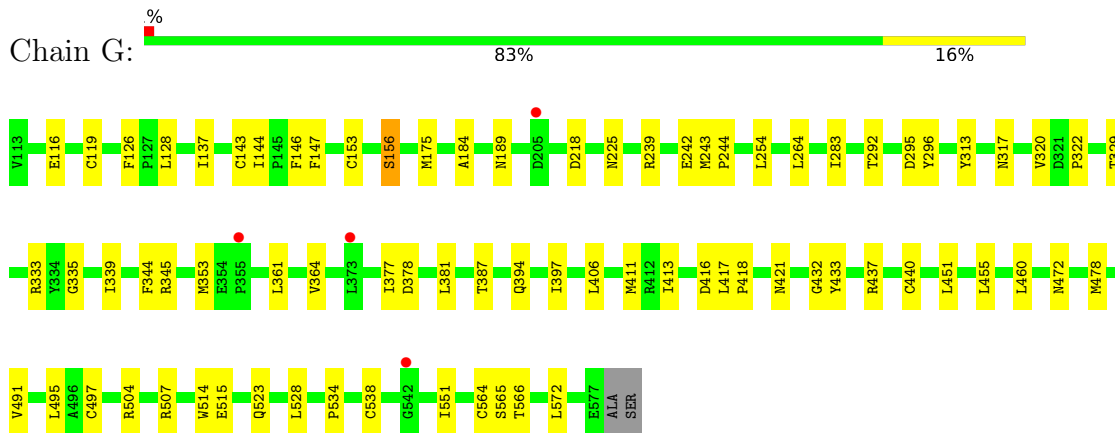 %
Chain G:
83% 16%
V113 E116 C119 F126 P127 L128 I137 C143 I144 P145 F146 F147 C153 S156 M175 A184 N189 D205 D218 N225 R239 E242 M243 P244 L254 L264 I283 T292 D295 Y296 Y313 N317 V320 D321 P322
R333 Y334 G335 I339 F344 R345 M353 E354 P355 L361 V364 L373 I377 D378 L381 T387 Q394 I397 L406 M411 R412 I413 D416 L417 P418 N421 G432 Y433 R437 C440 L451 L455 L460 N472 M478
V491 L495 A496 C497 R504 R507 W514 E515 Q523 L528 P534 C538 G542 I551 C564 S565 T566 L572 E577 ALA SER